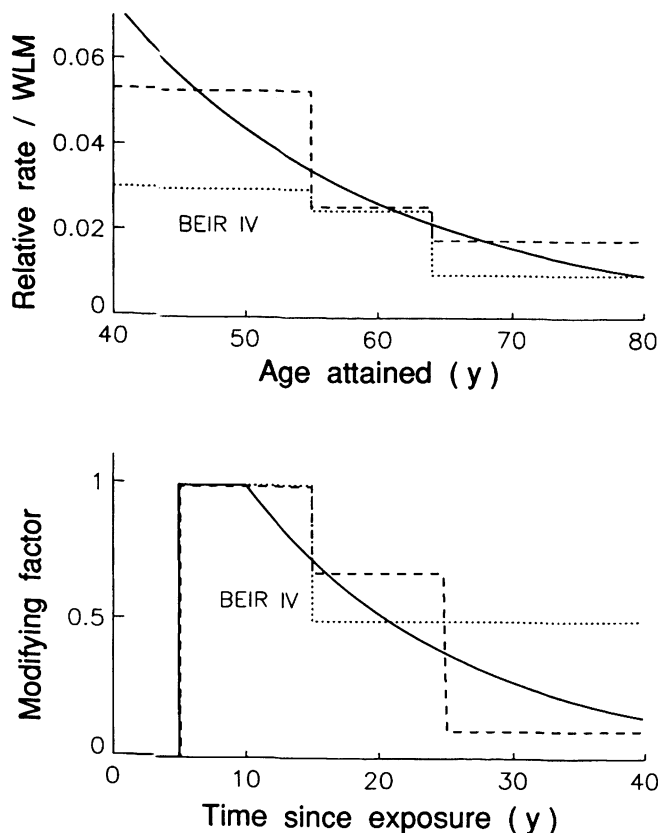 Relative rate / WLM
0.06
0.04
0.02
0
BEIR IV
40
50
60
70
80
Age attained ( y )
Modifying factor
1
0.5
0
BEIR IV
0
10
20
30
40
Time since exposure ( y )